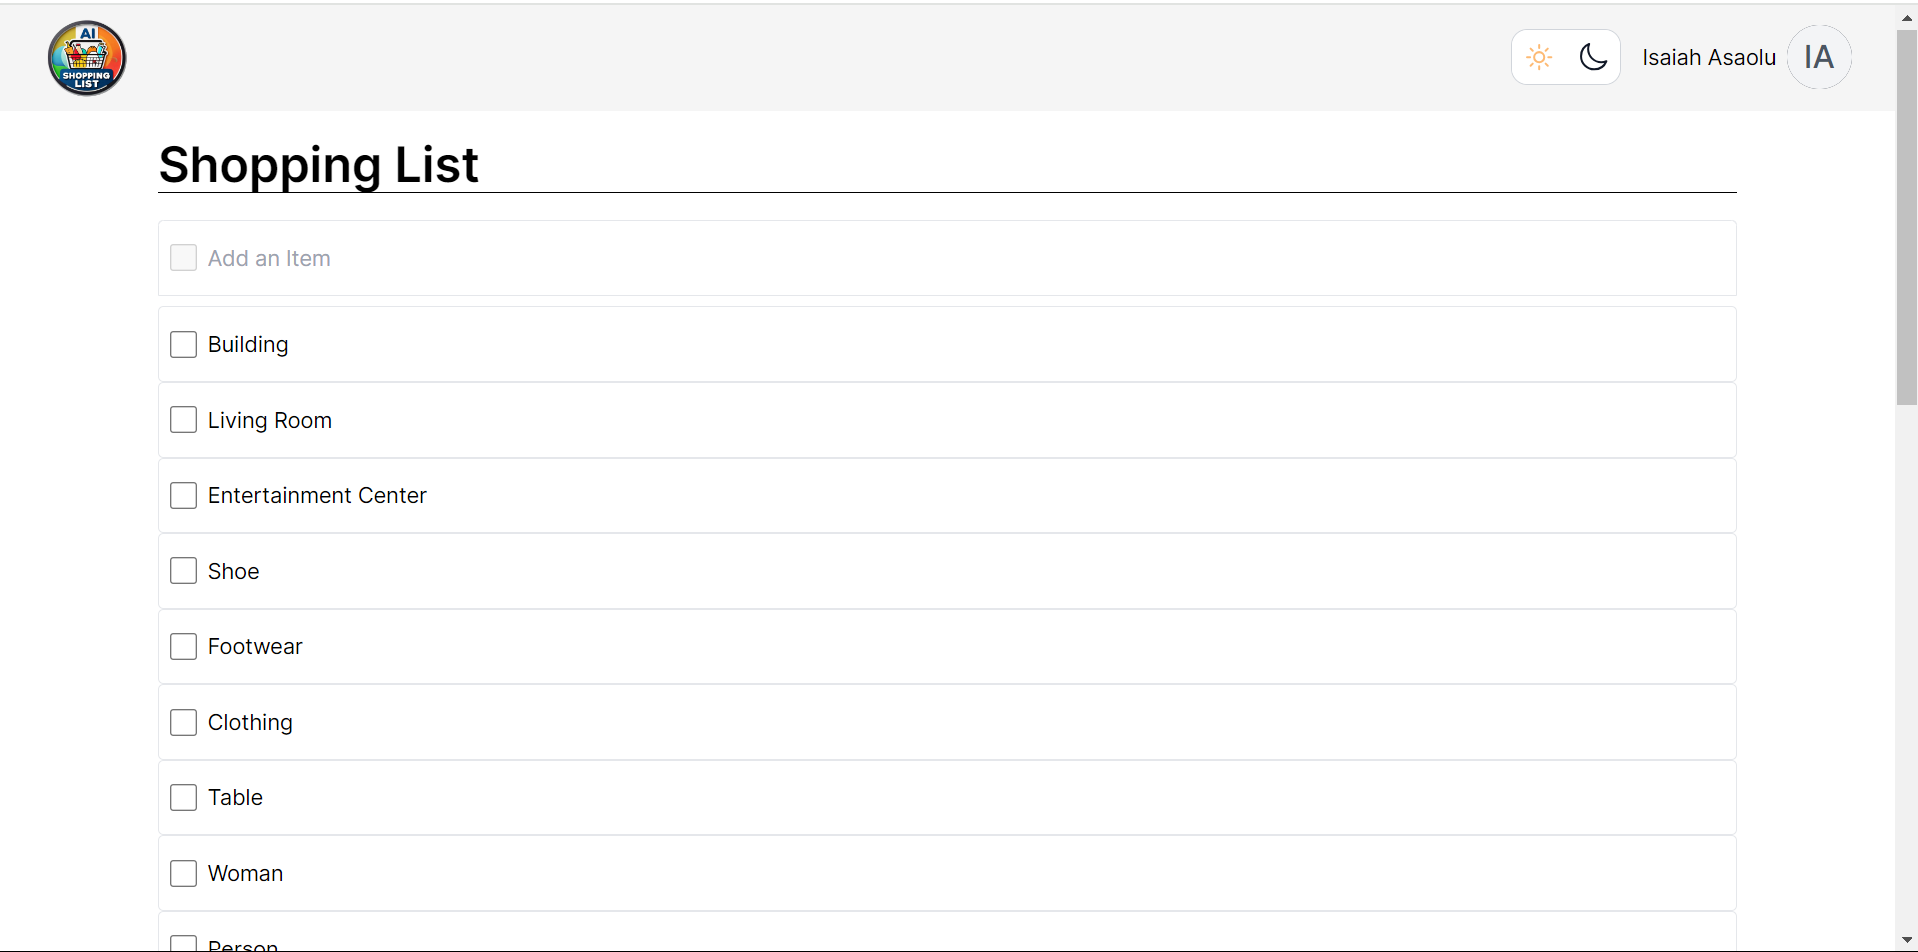 AI
SHOPPING
LIST
Isaiah Asaolu
IA
Shopping List
Add an Item
Building
Living Room
Entertainment Center
Shoe
Footwear
Clothing
Table
Woman
Person